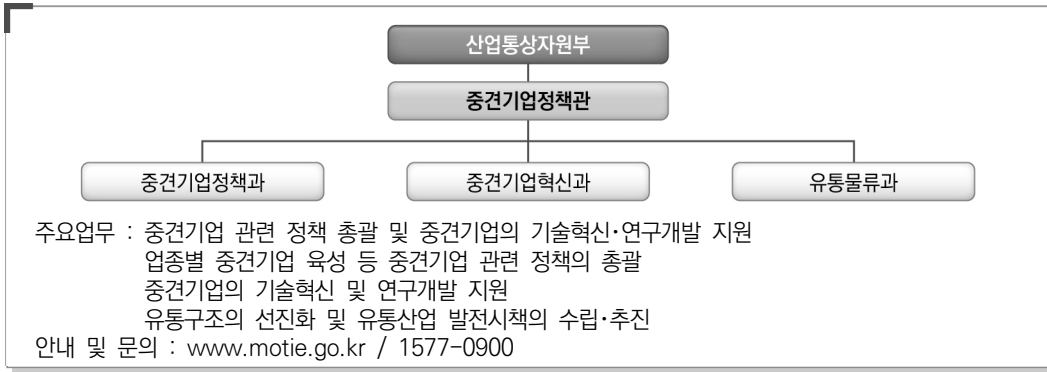 산업통상자원부
중견기업정책관
중견기업정책과 중견기업혁신과 유통물류과
주요업무 : 중견기업 관련 정책 총괄 및 중견기업의 기술혁신·연구개발 지원
업종별 중견기업 육성 등 중견기업 관련 정책의 총괄
중견기업의 기술혁신 및 연구개발 지원
유통구조의 선진화 및 유통산업 발전시책의 수립·추진
안내 및 문의 : www.motie.go.kr / 1577-0900